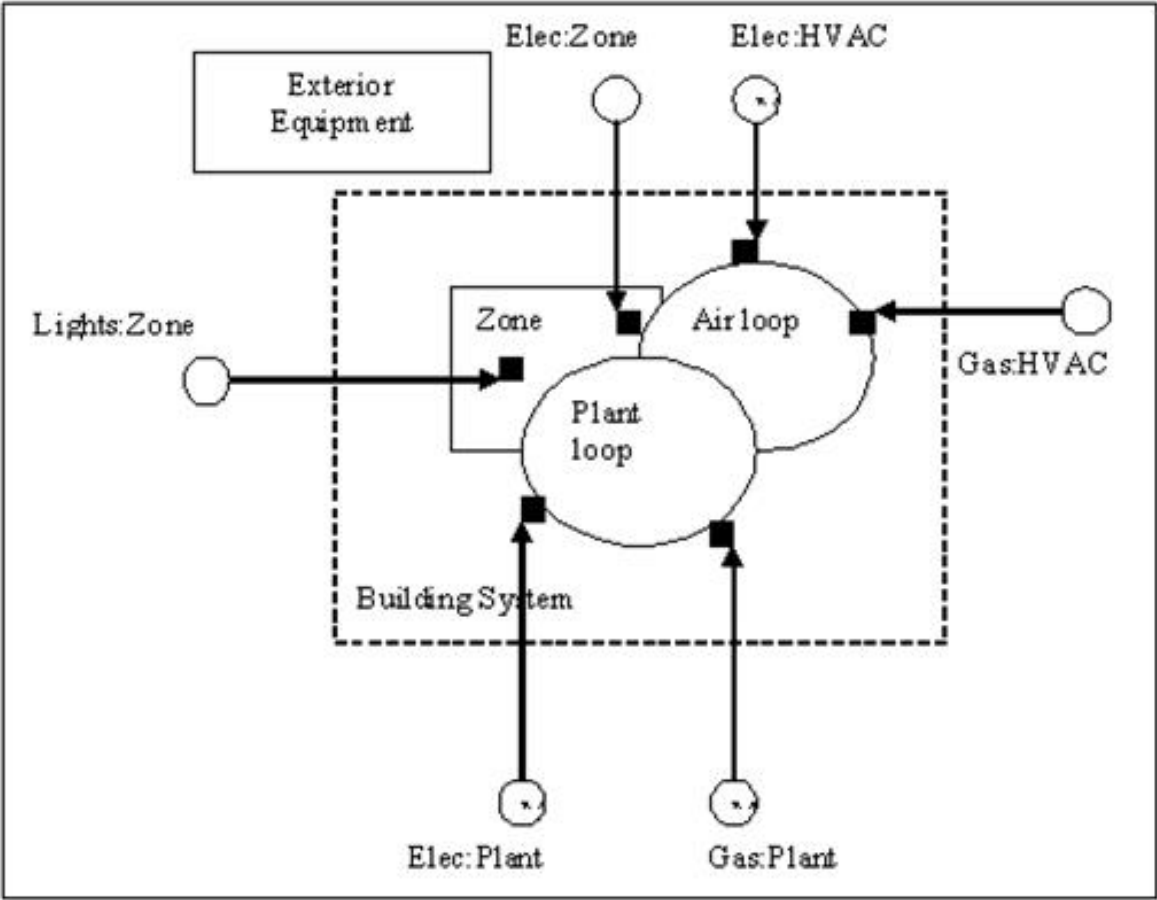 Elec:Zone
Elec:HVAC
Exterior
Equipment
Lights:Zone
Zone
Air loop
Gas:HVAC
Plant
loop
Building System
Elec:Plant
Gas:Plant